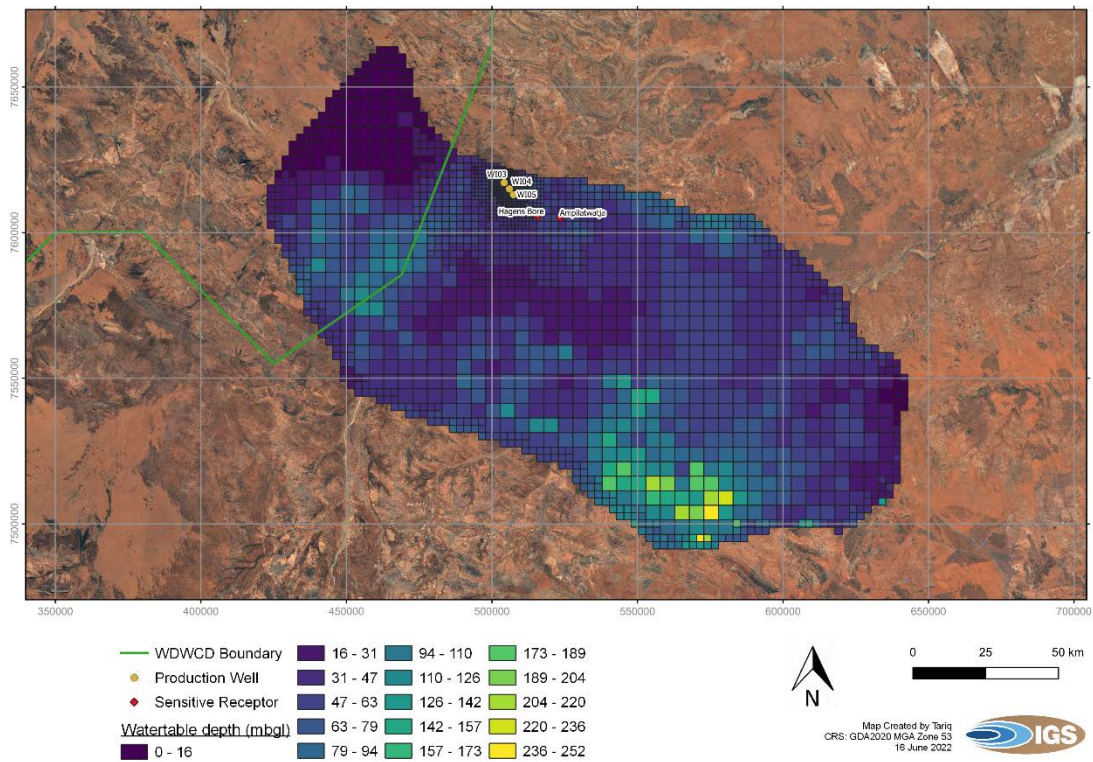 7650000
7600000
7550000
7500000
WI03
WI04
WI05
Hagens Bore
Ampilatwatja
350000
400000
450000
500000
550000
600000
650000
700000
WDWCD Boundary
Production Well
Sensitive Receptor
Watertable depth (mbgl)
0 - 16
16 - 31
31 - 47
47 - 63
63 - 79
79 - 94
94 - 110
110 - 126
126 - 142
142 - 157
157 - 173
173 - 189
189 - 204
204 - 220
220 - 236
236 - 252
N
0 25 50 km
Map Created by Tariq
CRS: GDA2020 MGA Zone 53
16 June 2022
IGS